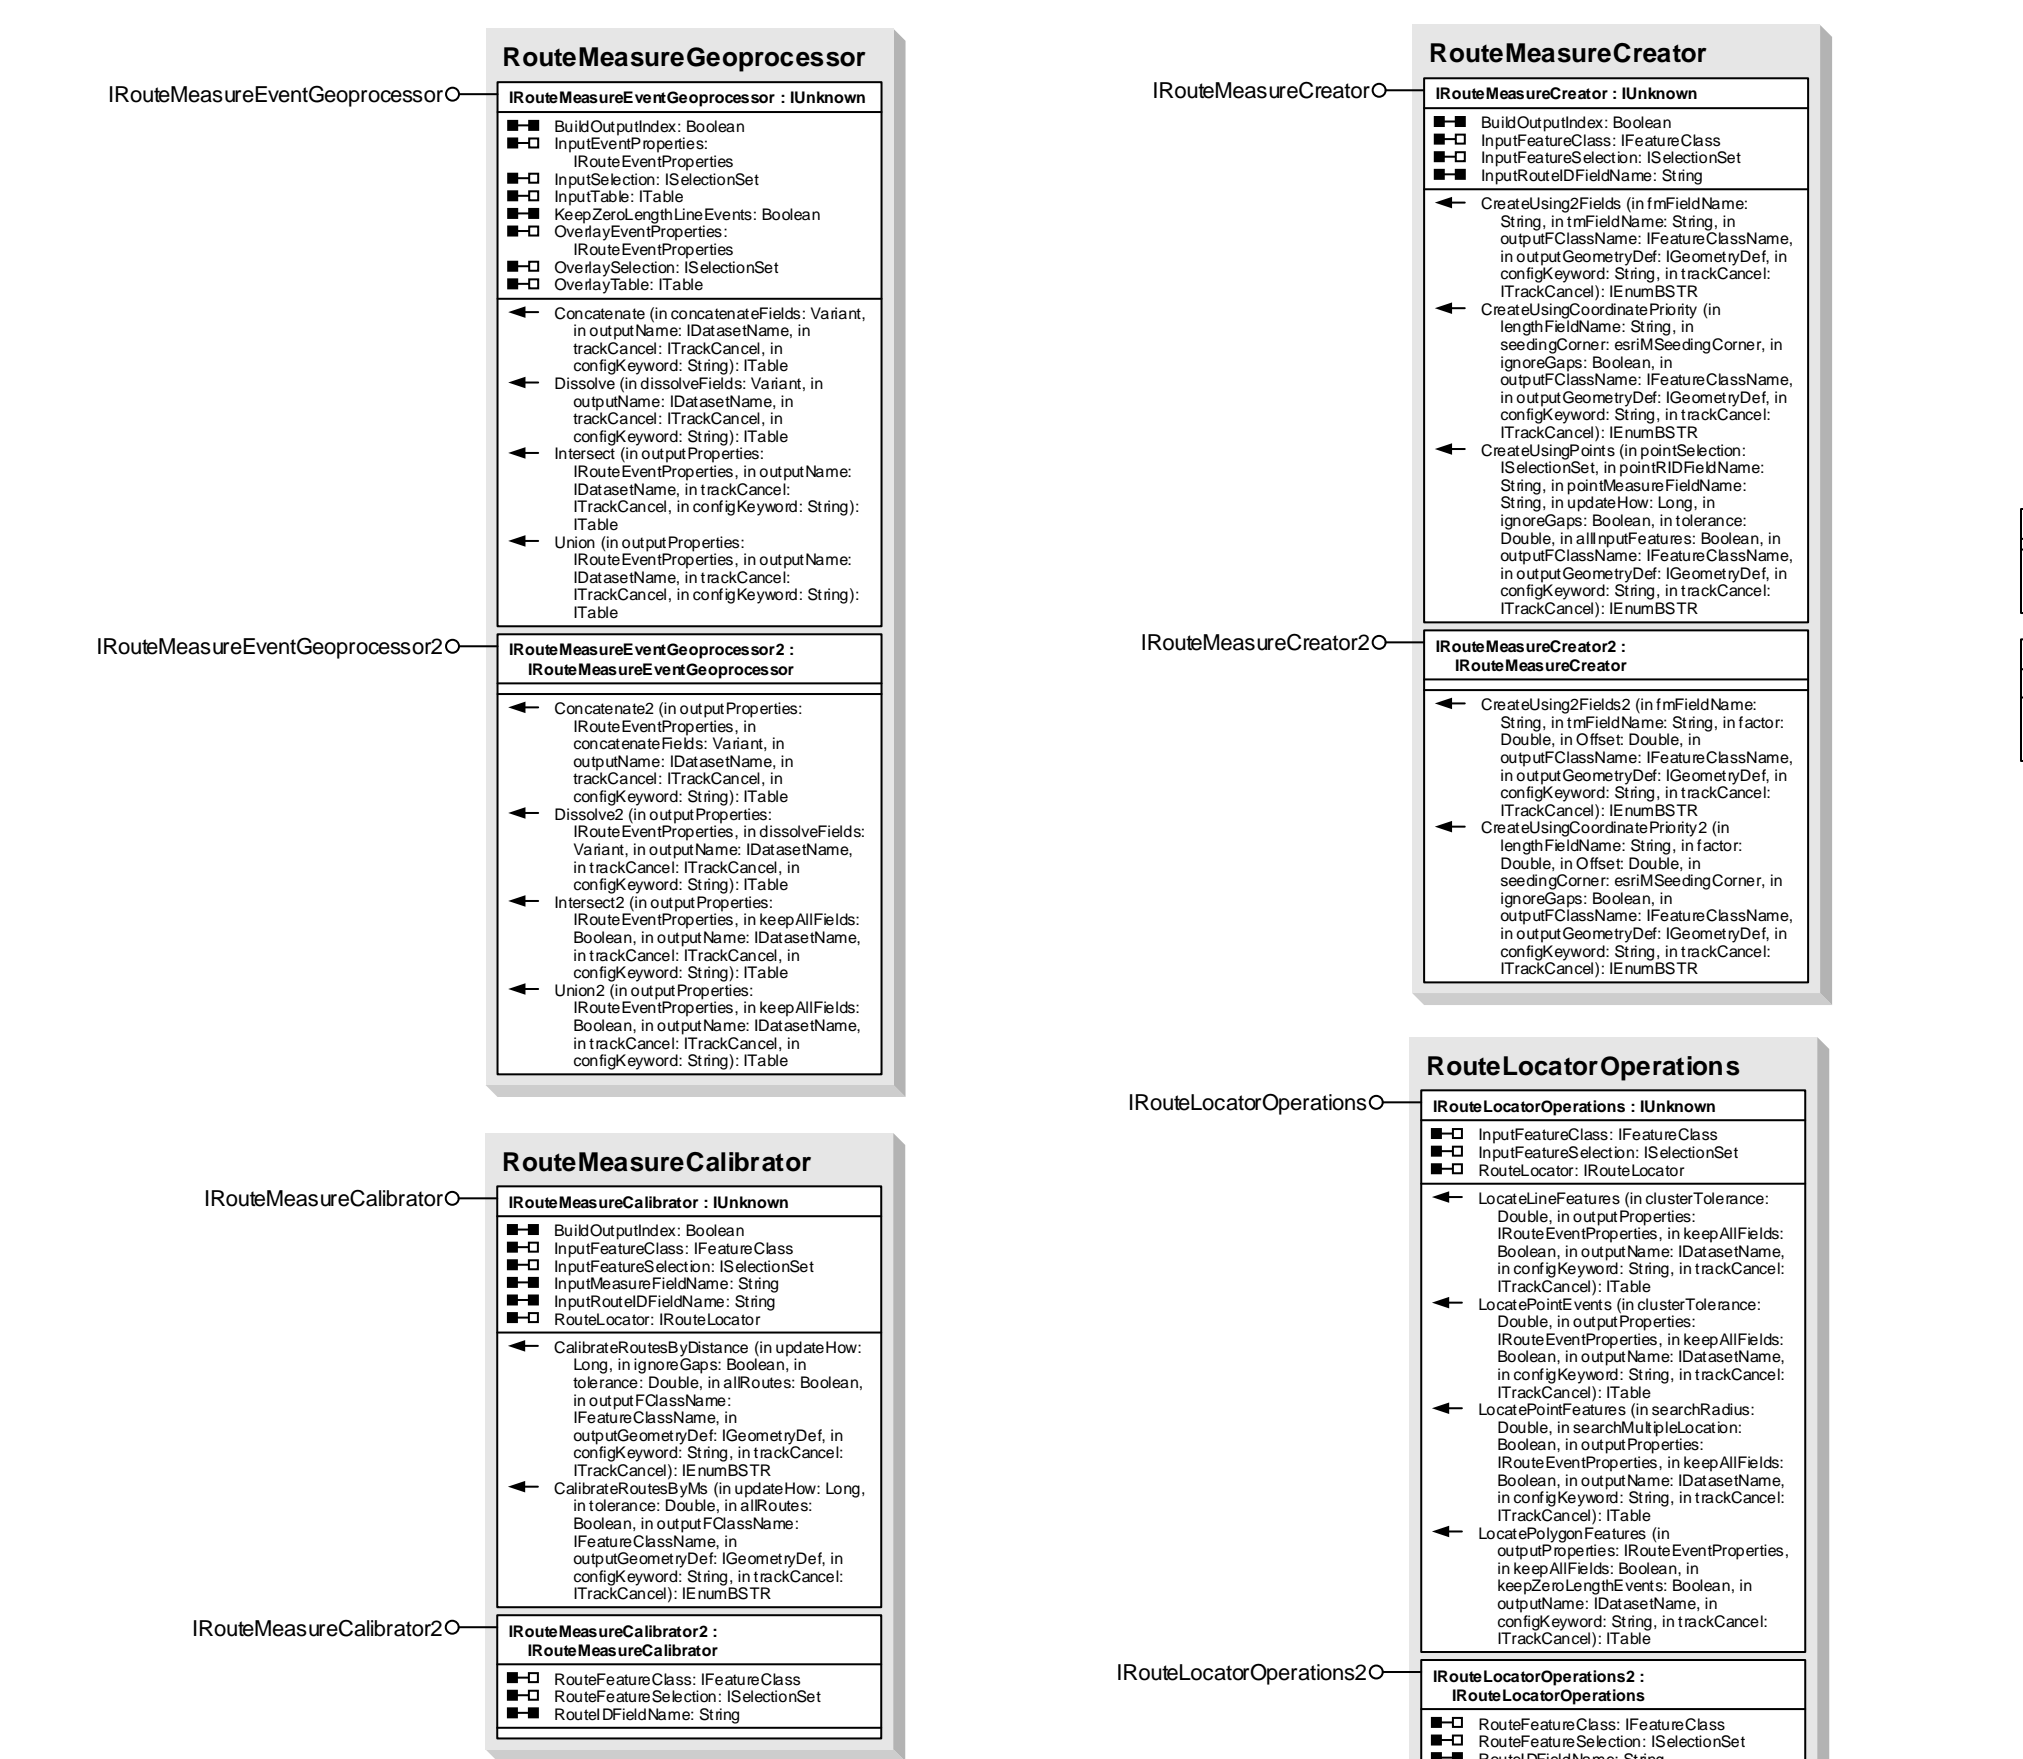 RouteMeasureGeoprocessor
IRouteMeasureEventGeoprocessor
IRouteMeasureEventGeoprocessor : IUnknown
BuildOutputIndex: Boolean
InputEventProperties:
IRouteEventProperties
InputSelection: ISelectionSet
InputTable: ITable
KeepZeroLengthLineEvents: Boolean
OverlayEventProperties:
IRouteEventProperties
OverlaySelection: ISelectionSet
OverlayTable: ITable
Concatenate (in concatenateFields: Variant,
in outputName: IDatasetName, in
trackCancel: ITrackCancel, in
configKeyword: String): ITable
Dissolve (in dissolveFields: Variant, in
outputName: IDatasetName, in
trackCancel: ITrackCancel, in
configKeyword: String): ITable
Intersect (in outputProperties:
IRouteEventProperties, in outputName:
IDatasetName, in trackCancel:
ITrackCancel, in configKeyword: String):
ITable
Union (in outputProperties:
IRouteEventProperties, in outputName:
IDatasetName, in trackCancel:
ITrackCancel, in configKeyword: String):
ITable
IRouteMeasureEventGeoprocessor2
IRouteMeasureEventGeoprocessor2 :
IRouteMeasureEventGeoprocessor
Concatenate2 (in outputProperties:
IRouteEventProperties, in
concatenateFields: Variant, in
outputName: IDatasetName, in
trackCancel: ITrackCancel, in
configKeyword: String): ITable
Dissolve2 (in outputProperties:
IRouteEventProperties, in dissolveFields:
Variant, in outputName: IDatasetName,
in trackCancel: ITrackCancel, in
configKeyword: String): ITable
Intersect2 (in outputProperties:
IRouteEventProperties, in keepAllFields:
Boolean, in outputName: IDatasetName,
in trackCancel: ITrackCancel, in
configKeyword: String): ITable
Union2 (in outputProperties:
IRouteEventProperties, in keepAllFields:
Boolean, in outputName: IDatasetName,
in trackCancel: ITrackCancel, in
configKeyword: String): ITable
RouteMeasureCalibrator
IRouteMeasureCalibrator
IRouteMeasureCalibrator : IUnknown
BuildOutputIndex: Boolean
InputFeatureClass: IFeatureClass
InputFeatureSelection: ISelectionSet
InputMeasureFieldName: String
InputRouteIDFieldName: String
RouteLocator: IRouteLocator
CalibrateRoutesByDistance (in updateHow:
Long, in ignoreGaps: Boolean, in
tolerance: Double, in allRoutes: Boolean,
in outputFClassName:
IFeatureClassName, in
outputGeometryDef: IGeometryDef, in
configKeyword: String, in trackCancel:
ITrackCancel): IEnumBSTR
CalibrateRoutesByMs (in updateHow: Long,
in tolerance: Double, in allRoutes:
Boolean, in outputFClassName:
IFeatureClassName, in
outputGeometryDef: IGeometryDef, in
configKeyword: String, in trackCancel:
ITrackCancel): IEnumBSTR
IRouteMeasureCalibrator2
IRouteMeasureCalibrator2 :
IRouteMeasureCalibrator
RouteFeatureClass: IFeatureClass
RouteFeatureSelection: ISelectionSet
RouteIDFieldName: String
RouteMeasureCreator
IRouteMeasureCreator
IRouteMeasureCreator : IUnknown
BuildOutputIndex: Boolean
InputFeatureClass: IFeatureClass
InputFeatureSelection: ISelectionSet
InputRouteIDFieldName: String
CreateUsing2Fields (in fmFieldName:
String, in tmFieldName: String, in
outputFClassName: IFeatureClassName,
in outputGeometryDef: IGeometryDef, in
configKeyword: String, in trackCancel:
ITrackCancel): IEnumBSTR
CreateUsingCoordinatePriority (in
lengthFieldName: String, in
seedingCorner: esriMSeedingCorner, in
ignoreGaps: Boolean, in
outputFClassName: IFeatureClassName,
in outputGeometryDef: IGeometryDef, in
configKeyword: String, in trackCancel:
ITrackCancel): IEnumBSTR
CreateUsingPoints (in pointSelection:
ISelectionSet, in pointRIDFieldName:
String, in pointMeasureFieldName:
String, in updateHow: Long, in
ignoreGaps: Boolean, in tolerance:
Double, in allInputFeatures: Boolean, in
outputFClassName: IFeatureClassName,
in outputGeometryDef: IGeometryDef, in
configKeyword: String, in trackCancel:
ITrackCancel): IEnumBSTR
IRouteMeasureCreator2
IRouteMeasureCreator2 :
IRouteMeasureCreator
CreateUsing2Fields2 (in fmFieldName:
String, in tmFieldName: String, in factor:
Double, in Offset: Double, in
outputFClassName: IFeatureClassName,
in outputGeometryDef: IGeometryDef, in
configKeyword: String, in trackCancel:
ITrackCancel): IEnumBSTR
CreateUsingCoordinatePriority2 (in
lengthFieldName: String, in factor:
Double, in Offset: Double, in
seedingCorner: esriMSeedingCorner, in
ignoreGaps: Boolean, in
outputFClassName: IFeatureClassName,
in outputGeometryDef: IGeometryDef, in
configKeyword: String, in trackCancel:
ITrackCancel): IEnumBSTR
RouteLocatorOperations
IRouteLocatorOperations
IRouteLocatorOperations : IUnknown
InputFeatureClass: IFeatureClass
InputFeatureSelection: ISelectionSet
RouteLocator: IRouteLocator
LocateLineFeatures (in clusterTolerance:
Double, in outputProperties:
IRouteEventProperties, in keepAllFields:
Boolean, in outputName: IDatasetName,
in configKeyword: String, in trackCancel:
ITrackCancel): ITable
LocatePointEvents (in clusterTolerance:
Double, in outputProperties:
IRouteEventProperties, in keepAllFields:
Boolean, in outputName: IDatasetName,
in configKeyword: String, in trackCancel:
ITrackCancel): ITable
LocatePointFeatures (in searchRadius:
Double, in searchMultipleLocation:
Boolean, in outputProperties:
IRouteEventProperties, in keepAllFields:
Boolean, in outputName: IDatasetName,
in configKeyword: String, in trackCancel:
ITrackCancel): ITable
LocatePolygonFeatures (in
outputProperties: IRouteEventProperties,
in keepAllFields: Boolean, in
keepZeroLengthEvents: Boolean, in
outputName: IDatasetName, in
configKeyword: String, in trackCancel:
ITrackCancel): ITable
IRouteLocatorOperations2
IRouteLocatorOperations2 :
IRouteLocatorOperations
RouteFeatureClass: IFeatureClass
RouteFeatureSelection: ISelectionSet
RouteIDFieldName: String